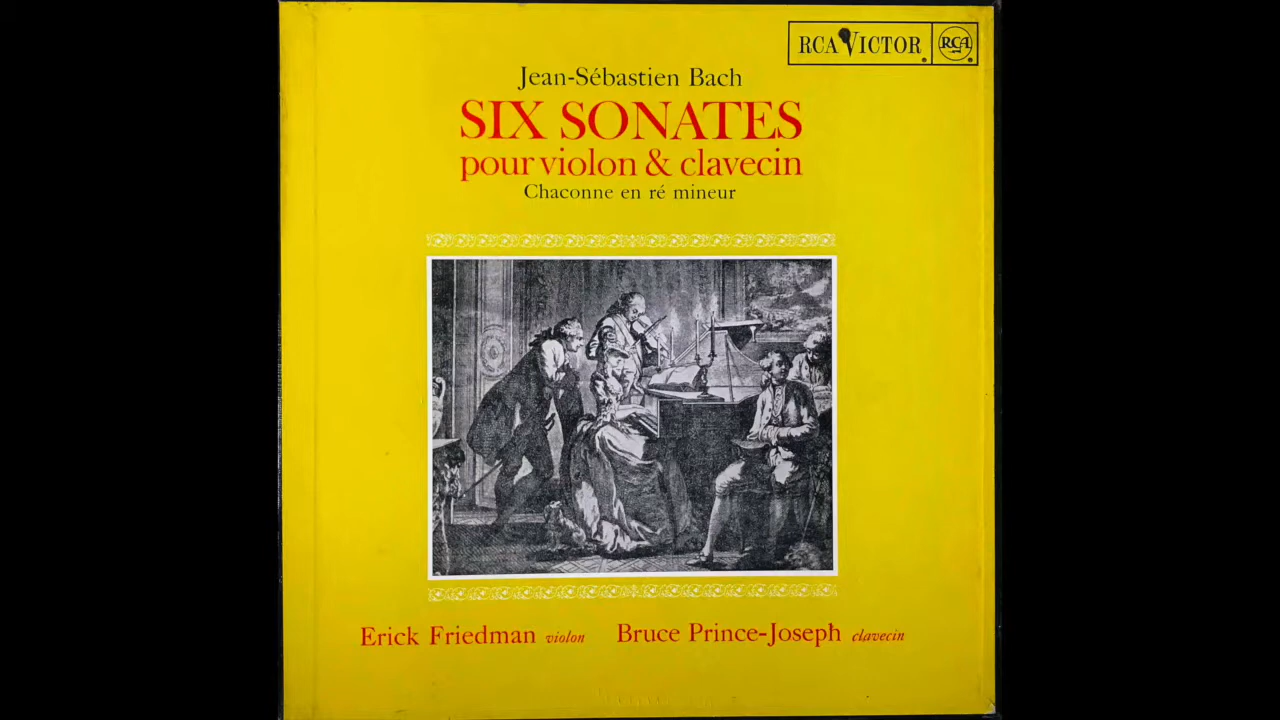 RCA VICTOR RCA
Jean-Sébastien Bach
SIX SONATES
pour violon & clavecin
Chaconne en ré mineur
Erick Friedman violon Bruce Prince-Joseph clavecin